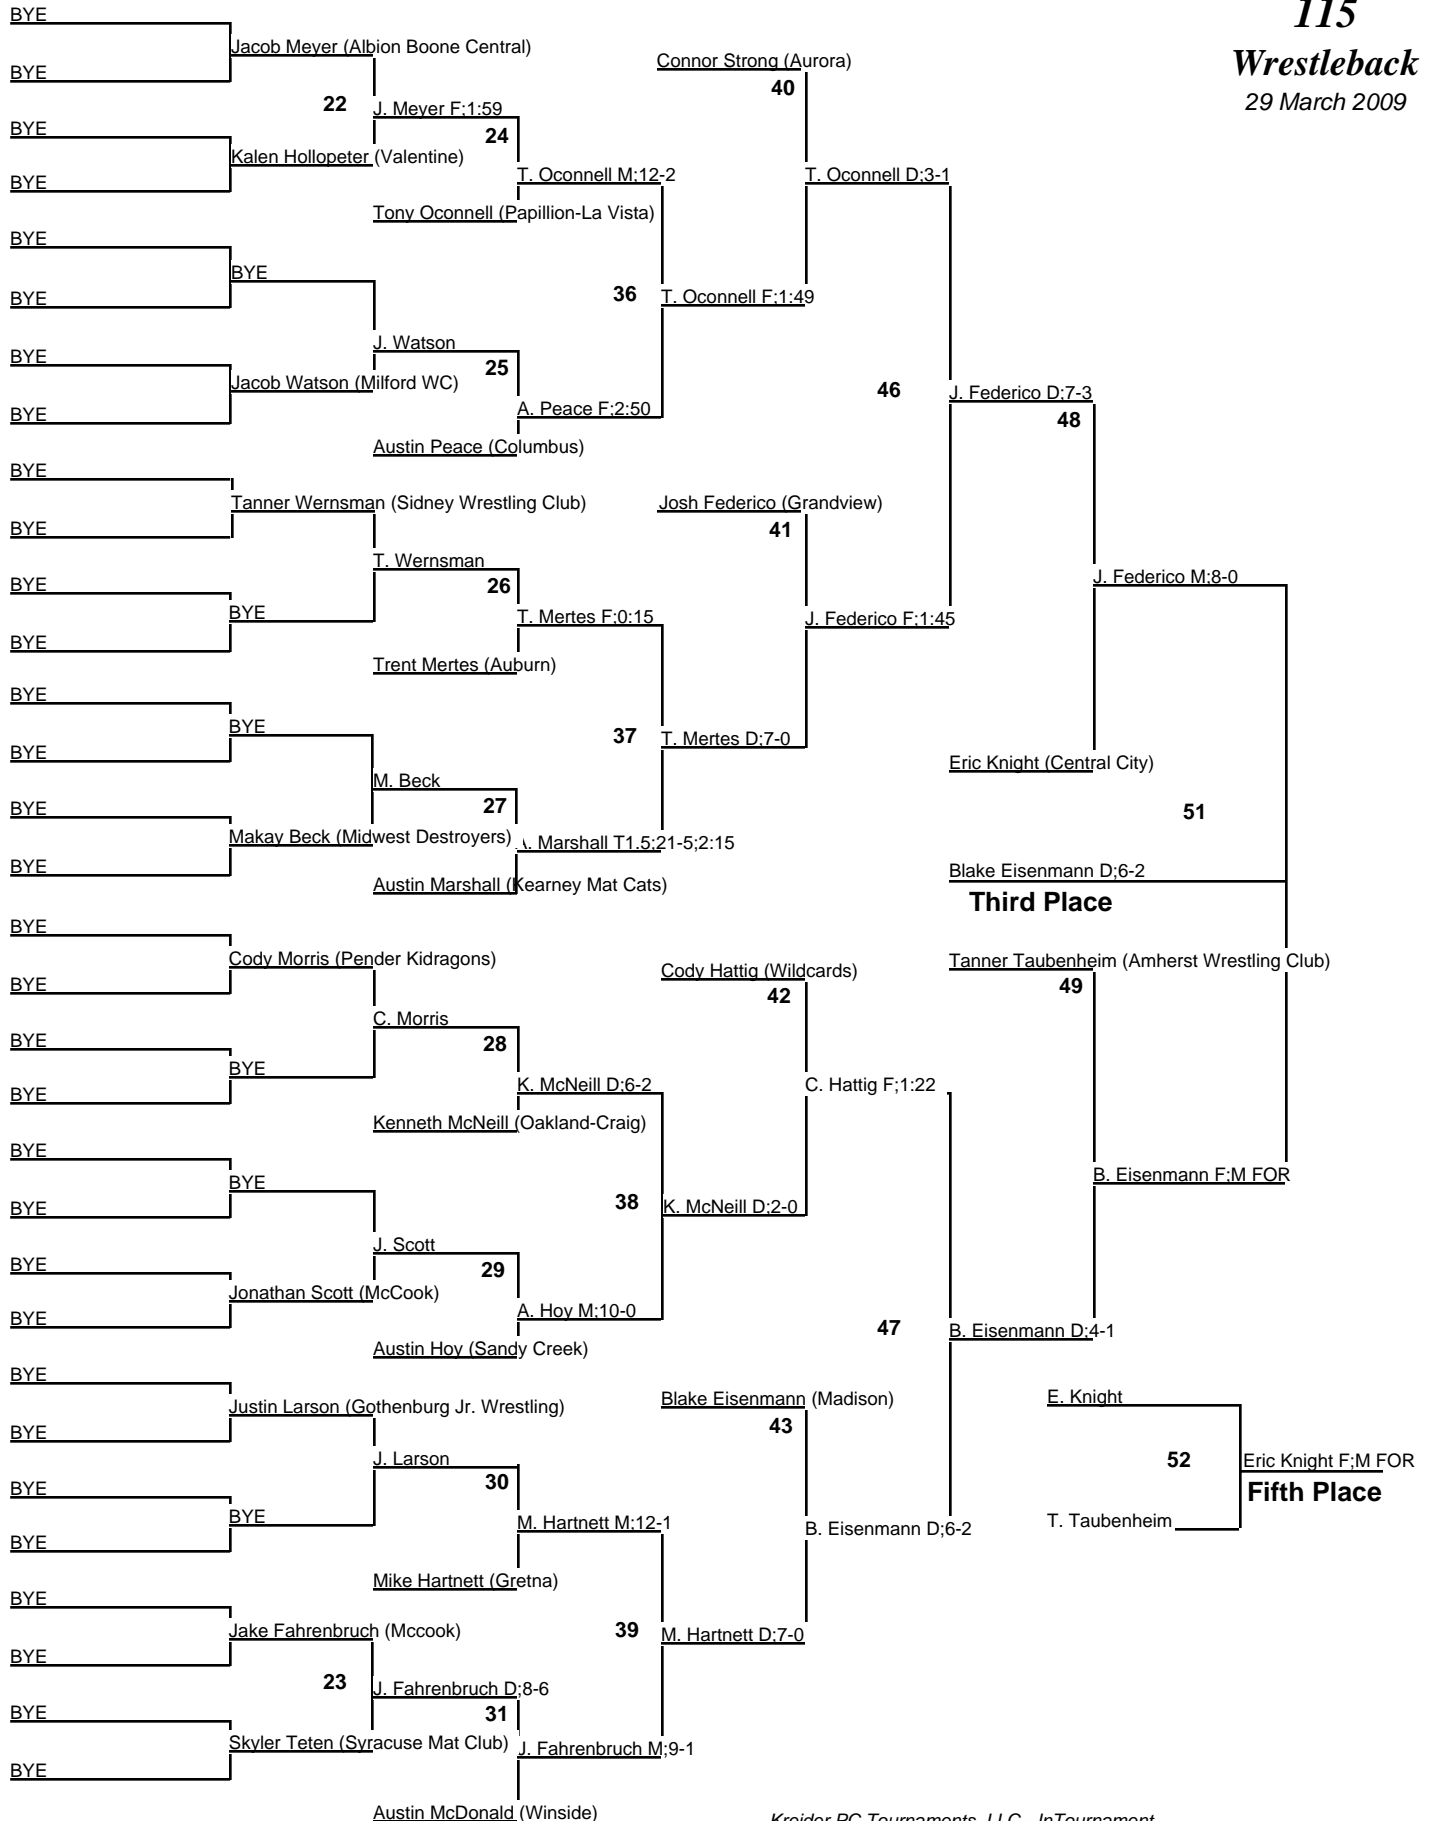 115
Wrestleback
29 March 2009
BYE
Jacob Meyer (Albion Boone Central)
BYE
Connor Strong (Aurora)
40
22
J. Meyer F;1:59
BYE
24
Kalen Hollopeter (Valentine)
BYE
T. Oconnell M;12-2
T. Oconnell D;3-1
Tony Oconnell (Papillion-La Vista)
BYE
BYE
BYE
36
T. Oconnell F;1:49
J. Watson
BYE
25
Jacob Watson (Milford WC)
46
J. Federico D;7-3
BYE
A. Peace F;2:50
48
Austin Peace (Columbus)
BYE
Tanner Wernsman (Sidney Wrestling Club)
Josh Federico (Grandview)
BYE
41
T. Wernsman
BYE
26
J. Federico M;8-0
BYE
T. Mertes F;0:15
J. Federico F;1:45
BYE
Trent Mertes (Auburn)
BYE
BYE
37
T. Mertes D;7-0
BYE
Eric Knight (Central City)
M. Beck
BYE
27
51
Makay Beck (Midwest Destroyers)
. Marshall T1.5;21-5;2:15
BYE
Blake Eisenmann D;6-2
Austin Marshall (Kearney Mat Cats)
Third Place
BYE
Cody Morris (Pender Kidragons)
Cody Hattig (Wildcards)
Tanner Taubenheim (Amherst Wrestling Club)
BYE
42
49
C. Morris
BYE
28
BYE
K. McNeill D;6-2
C. Hattig F;1:22
BYE
Kenneth McNeill (Oakland-Craig)
BYE
BYE
B. Eisenmann F;M FOR
BYE
38
K. McNeill D;2-0
J. Scott
BYE
29
Jonathan Scott (McCook)
BYE
A. Hoy M;10-0
47
B. Eisenmann D;4-1
Austin Hoy (Sandy Creek)
BYE
Justin Larson (Gothenburg Jr. Wrestling)
Blake Eisenmann (Madison)
E. Knight
BYE
43
J. Larson
52
Eric Knight F;M FOR
BYE
30
Fifth Place
BYE
M. Hartnett M;12-1
B. Eisenmann D;6-2
T. Taubenheim
BYE
Mike Hartnett (Gretna)
BYE
Jake Fahrenbruch (Mccook)
39
M. Hartnett D;7-0
BYE
23
J. Fahrenbruch D;8-6
BYE
31
Skyler Teten (Syracuse Mat Club)
J. Fahrenbruch M;9-1
BYE
Austin McDonald (Winside)
Kreider PC Tournaments, LLC - InTournament